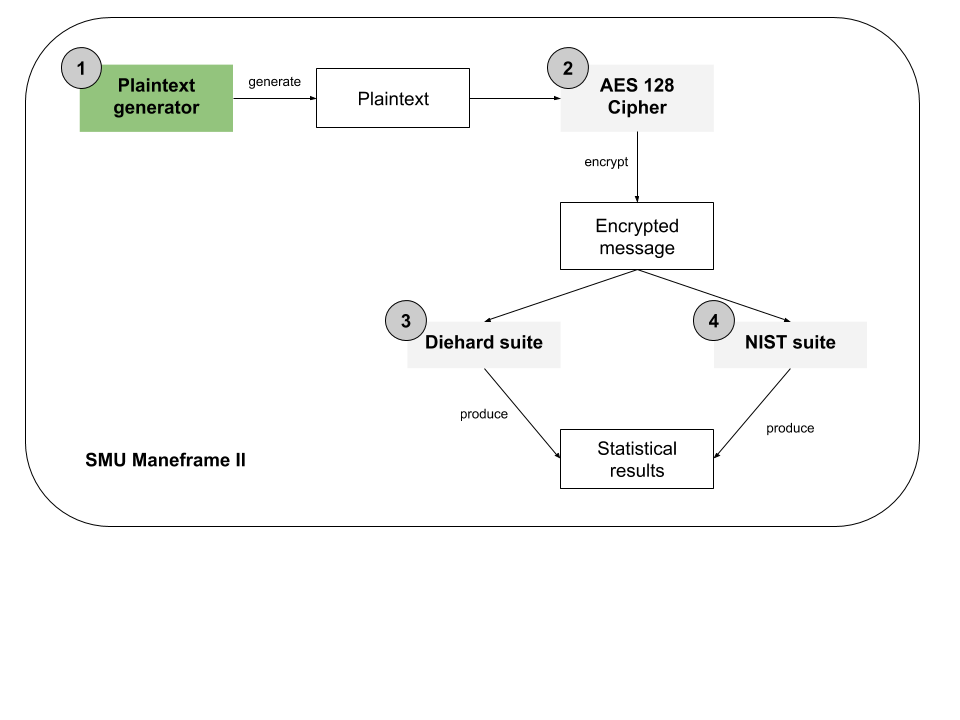 1
Plaintext
generator
generate
Plaintext
2
AES 128
Cipher
encrypt
Encrypted
message
3
Diehard suite
4
NIST suite
produce
produce
Statistical
results
SMU Maneframe II